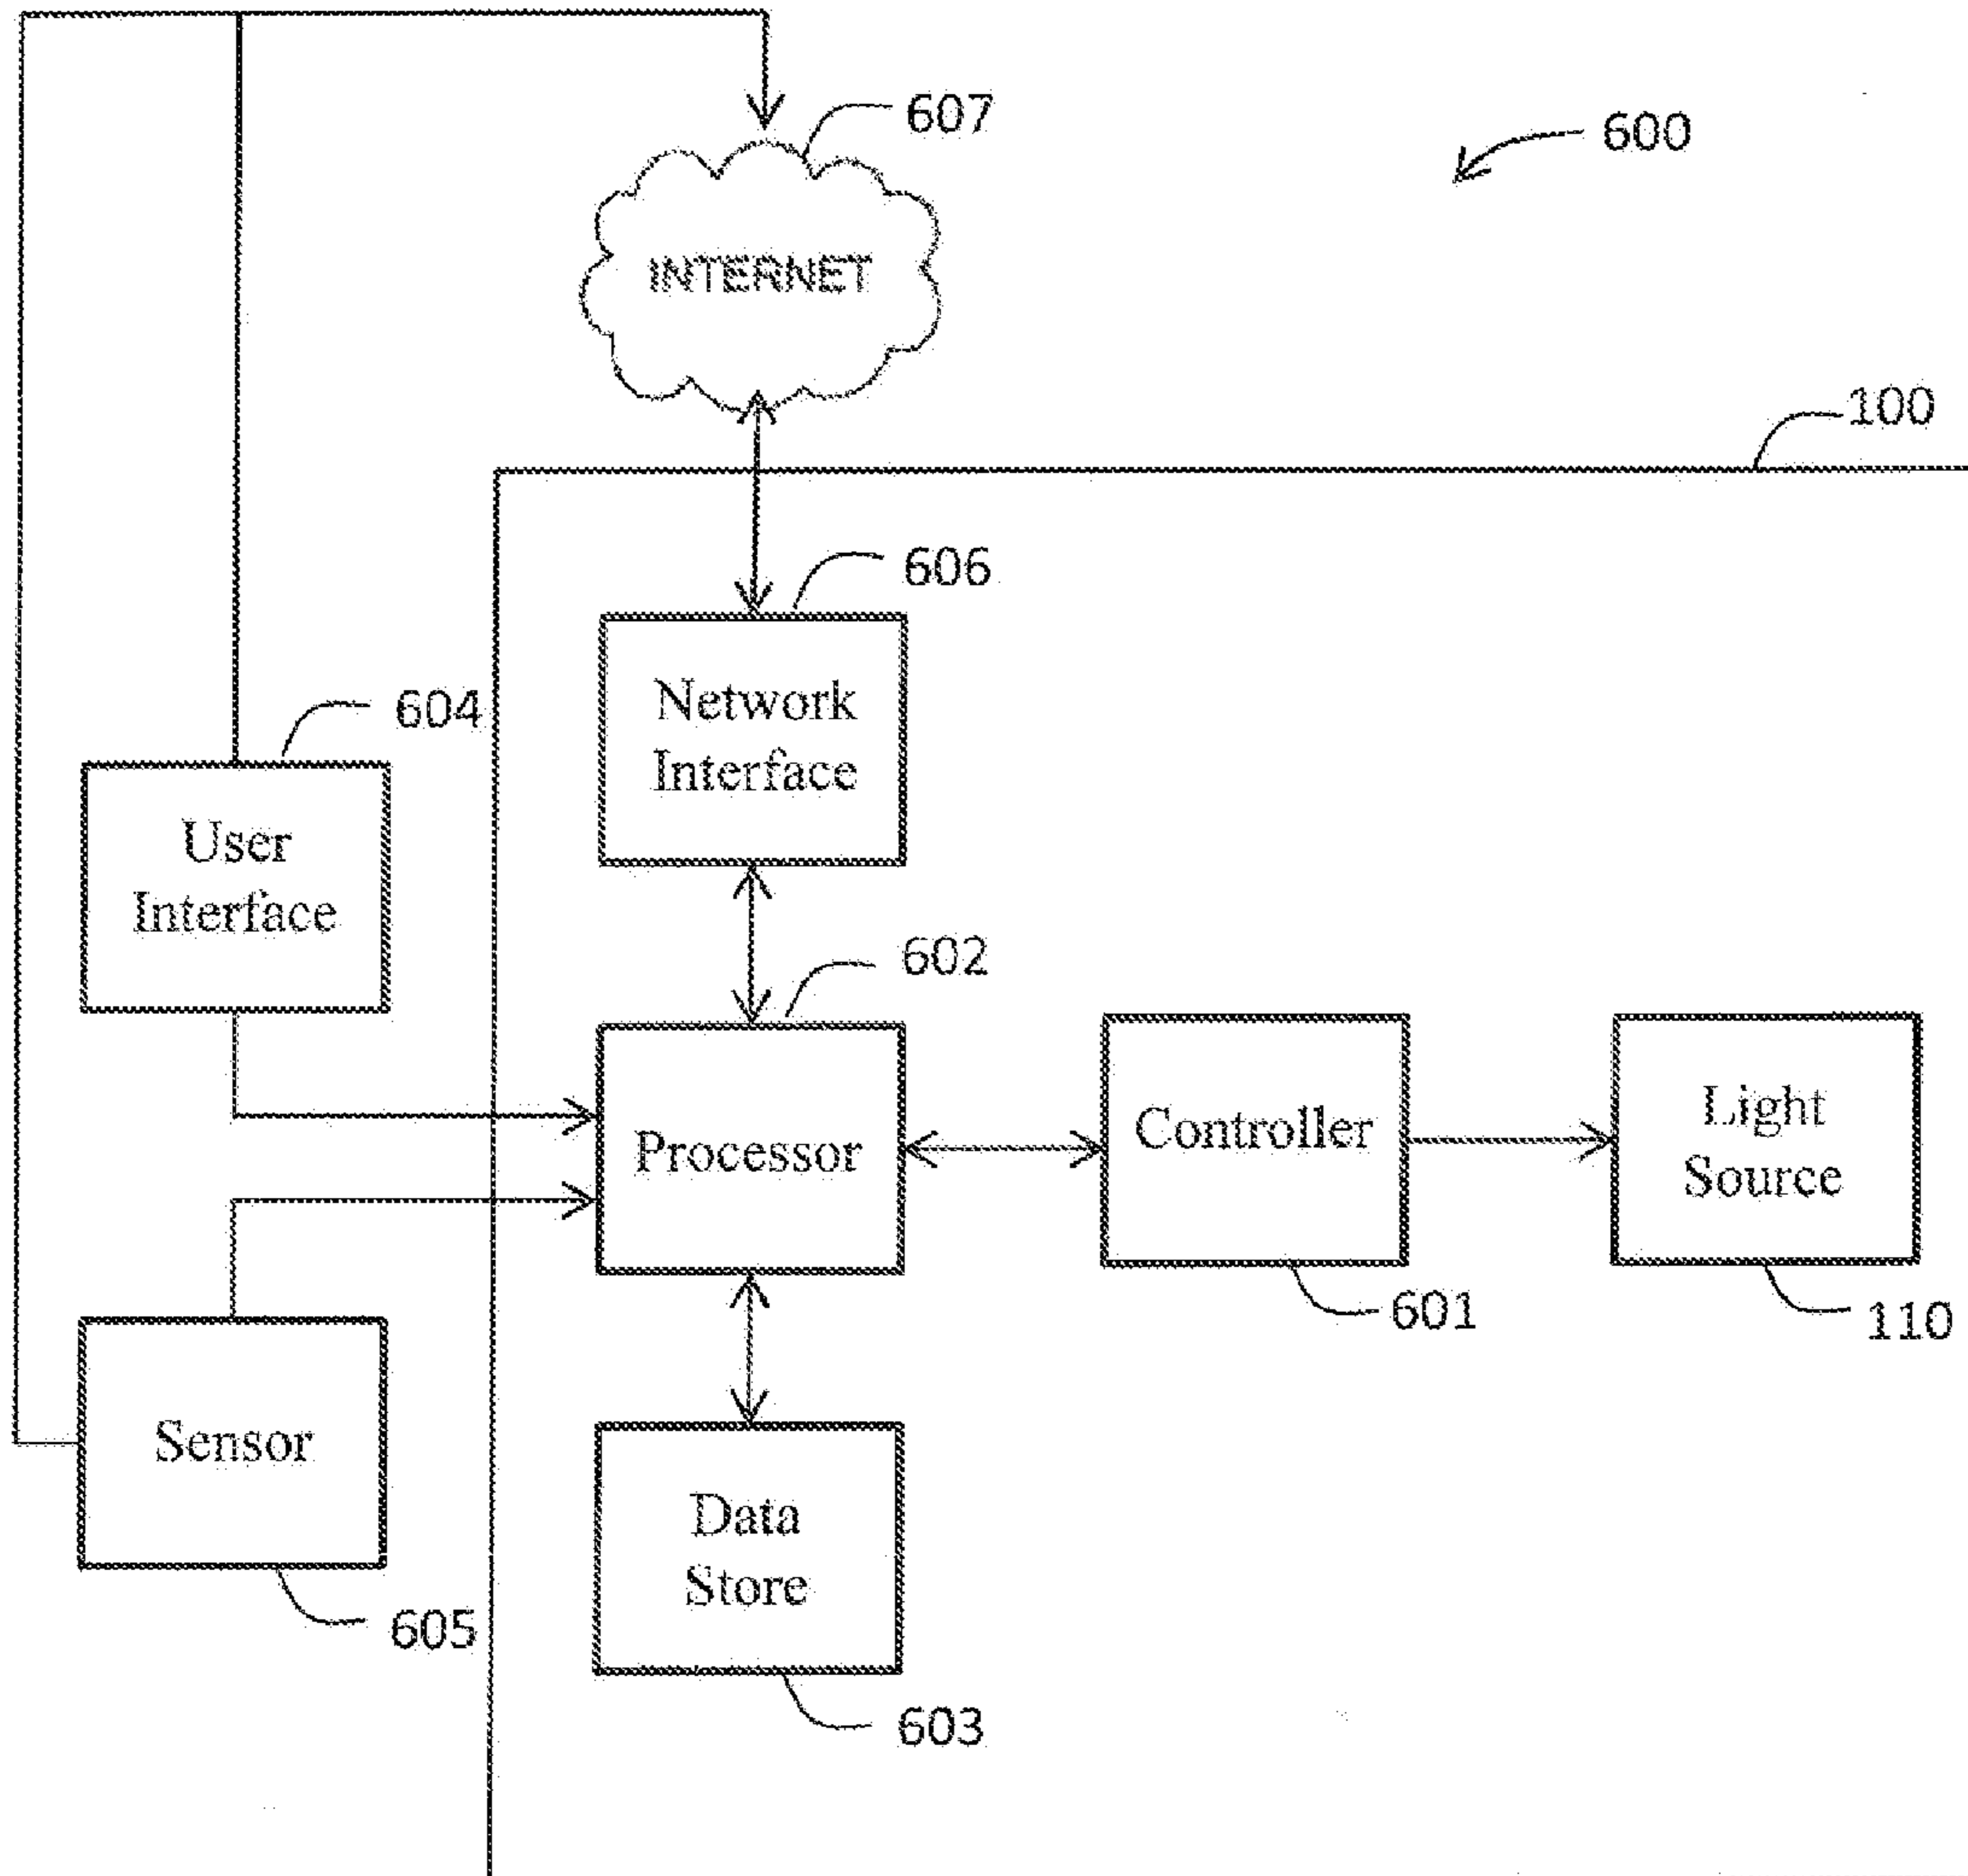 607
600
INTERNET
100
606
Network
Interface
604
User
Interface
602
Processor
Controller
Light
Source
601
110
Sensor
605
Data
Store
603